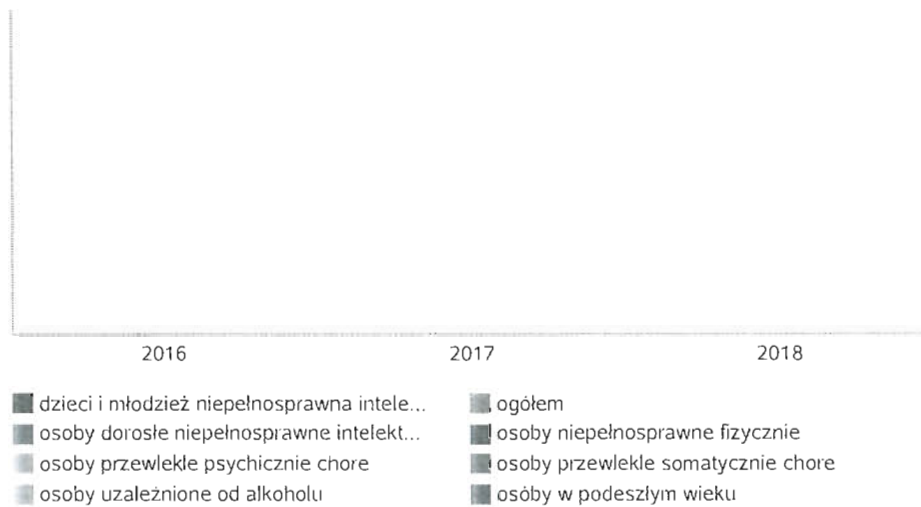 2016 2017 2018
dzieci i młodzież niepełnosprawna intele... ogółem
osoby dorosłe niepełnosprawne intelekt... osoby niepełnosprawne fizycznie
osoby przewlekle psychicznie chore osoby przewlekle somatycznie chore
osoby uzależnione od alkoholu osoby w podeszłym wieku